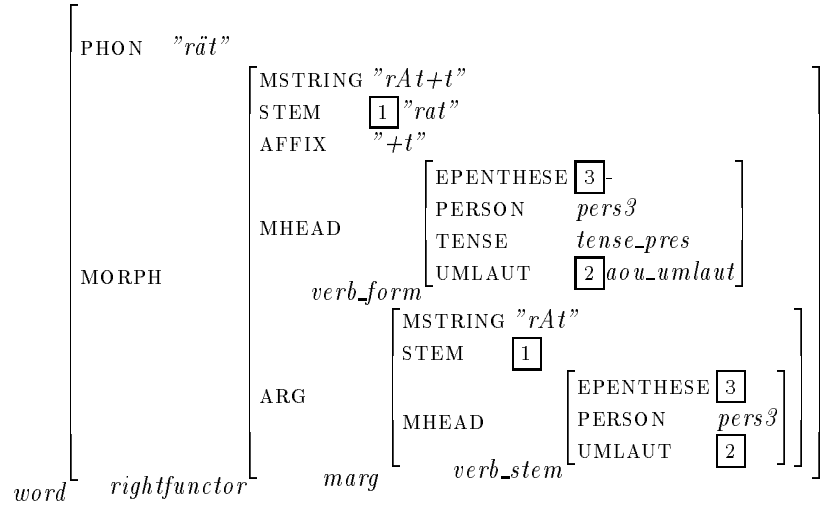 PHON "rät"
MSTRING "rAt+t"
STEM 1 "rat"
AFFIX "+t"
EPENTHESE 3 -
PERSON pers3
MHEAD
TENSE tense_pres
MORPH
UMLAUT 2 aou_umlaut
verb_form
MSTRING "rAt"
STEM 1
EPENTHESE 3
ARG
PERSON pers3
MHEAD
UMLAUT 2
word rightfunctor marg verb_stem